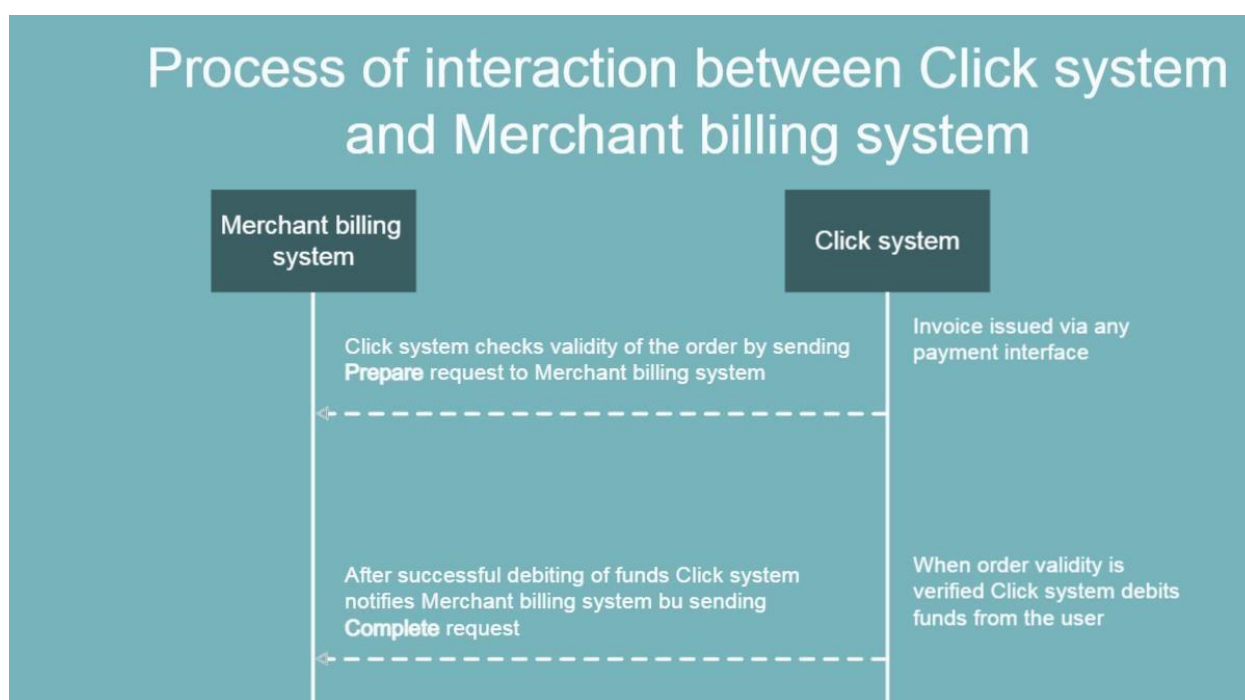 Process of interaction between Click system
and Merchant billing system
Merchant billing
system
Click system
Invoice issued via any
payment interface
Click system checks validity of the order by sending
Prepare request to Merchant billing system
When order validity is
verified Click system debits
funds from the user
After successful debiting of funds Click system
notifies Merchant billing system bu sending
Complete request